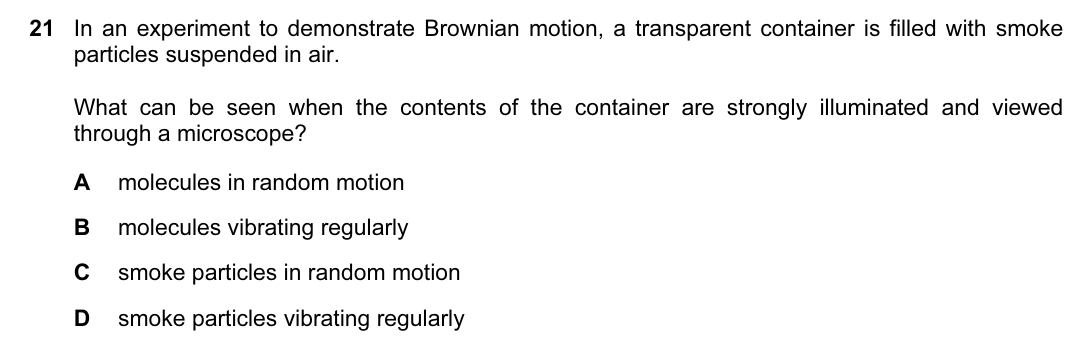 21 In an experiment to demonstrate Brownian motion, a transparent container is filled with smoke
particles suspended in air.
What can be seen when the contents of the container are strongly illuminated and viewed
through a microscope?
A molecules in random motion
B molecules vibrating regularly
C smoke particles in random motion
D smoke particles vibrating regularly